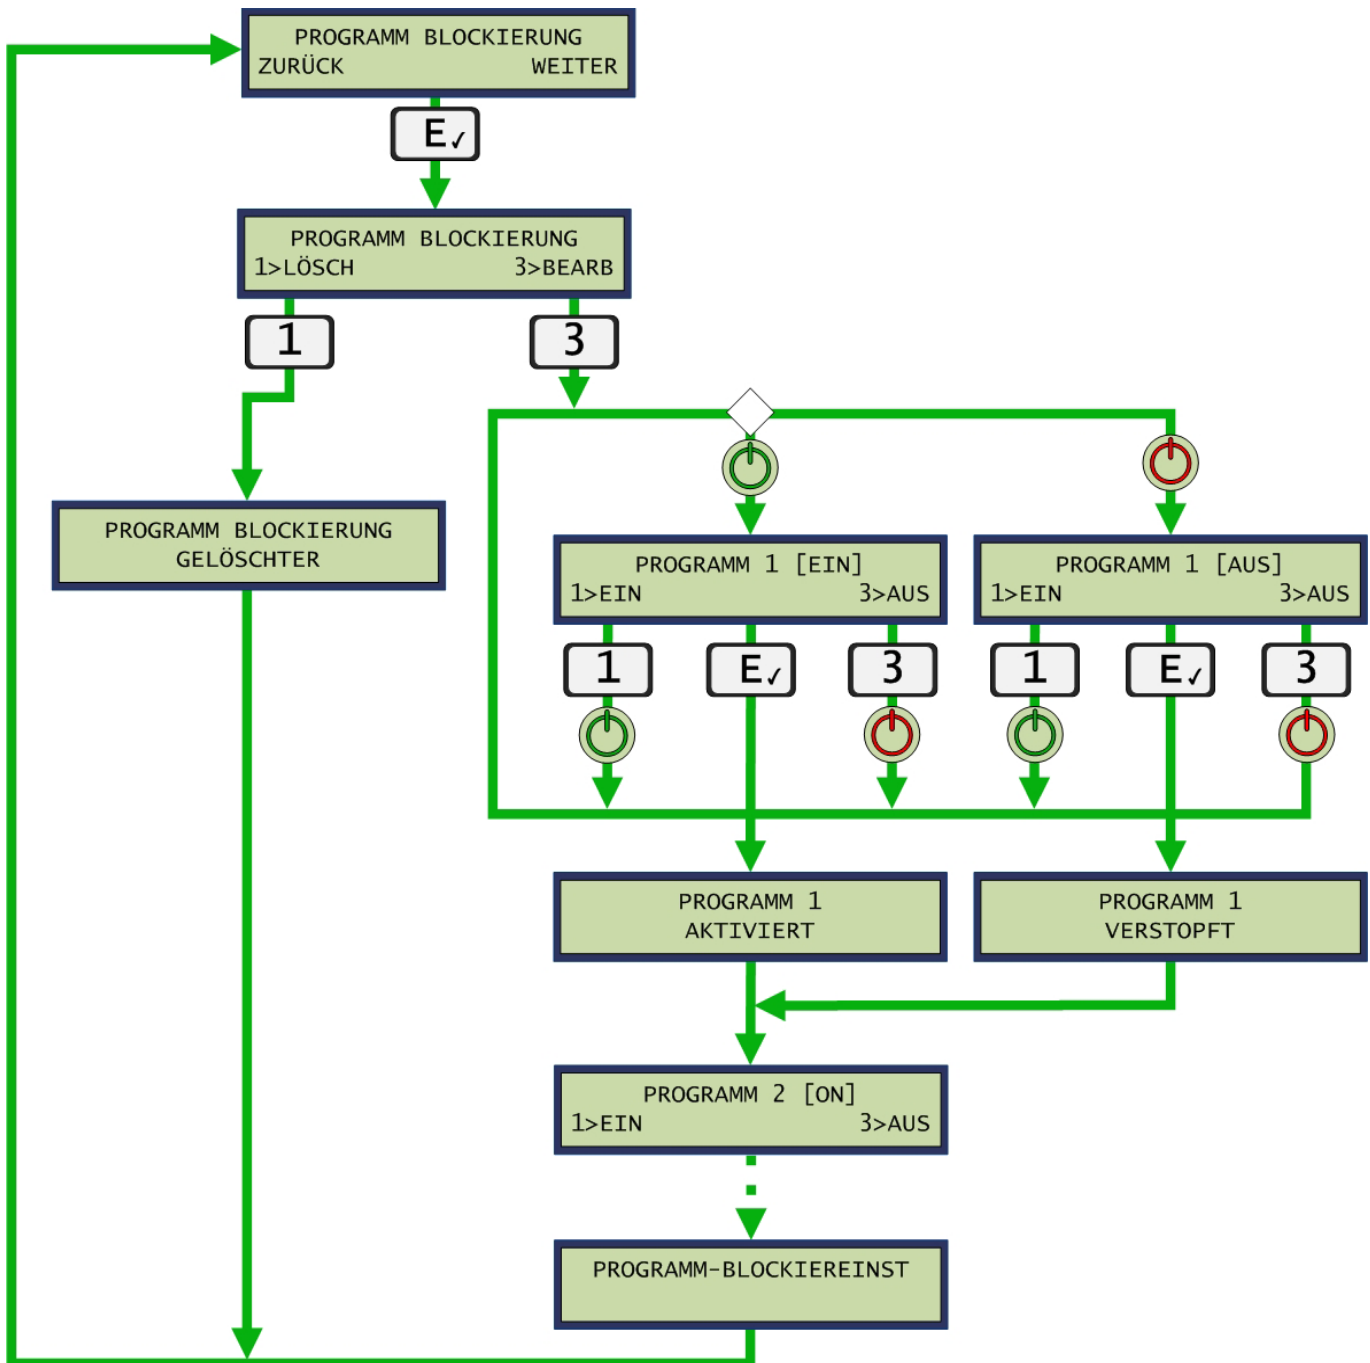 PROGRAMM BLOCKIERUNG
ZURÜCK WEITER
E✓
PROGRAMM BLOCKIERUNG
1>LÖSCH 3>BEARB
1 3
PROGRAMM BLOCKIERUNG
GELÖSCHTER
PROGRAMM 1 [EIN]
1>EIN 3>AUS
PROGRAMM 1 [AUS]
1>EIN 3>AUS
1 E✓ 3 1 E✓ 3
PROGRAMM 1
AKTIVIERT
PROGRAMM 1
VERSTOPFT
PROGRAMM 2 [ON]
1>EIN 3>AUS
PROGRAMM-BLOCKIEREINST